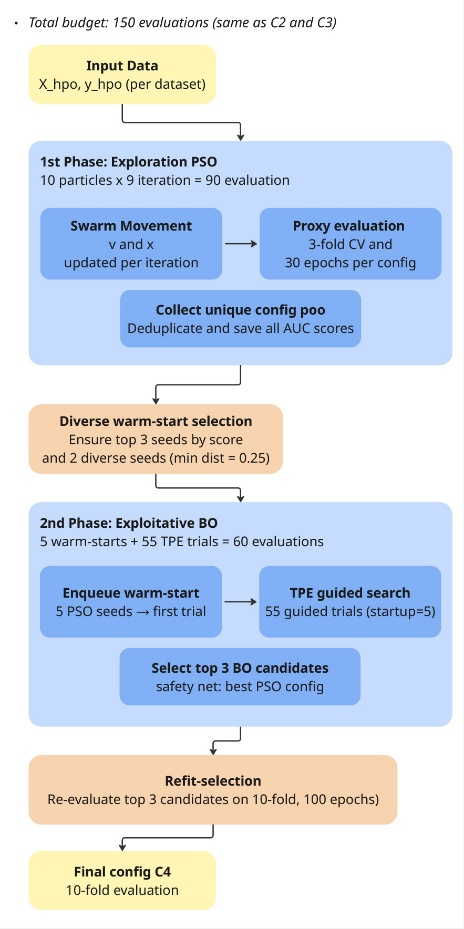 • Total budget: 150 evaluations (same as C2 and C3)
Input Data
X_hpo, y_hpo (per dataset)
1st Phase: Exploration PSO
10 particles x 9 iteration = 90 evaluation
Swarm Movement
v and x
updated per iteration
Proxy evaluation
3-fold CV and
30 epochs per config
Collect unique config poo
Deduplicate and save all AUC scores
Diverse warm-start selection
Ensure top 3 seeds by score
and 2 diverse seeds (min dist = 0.25)
2nd Phase: Exploitative BO
5 warm-starts + 55 TPE trials = 60 evaluations
Enqueue warm-start
5 PSO seeds → first trial
TPE guided search
55 guided trials (startup=5)
Select top 3 BO candidates
safety net: best PSO config
Refit-selection
Re-evaluate top 3 candidates on 10-fold, 100 epochs)
Final config C4
10-fold evaluation